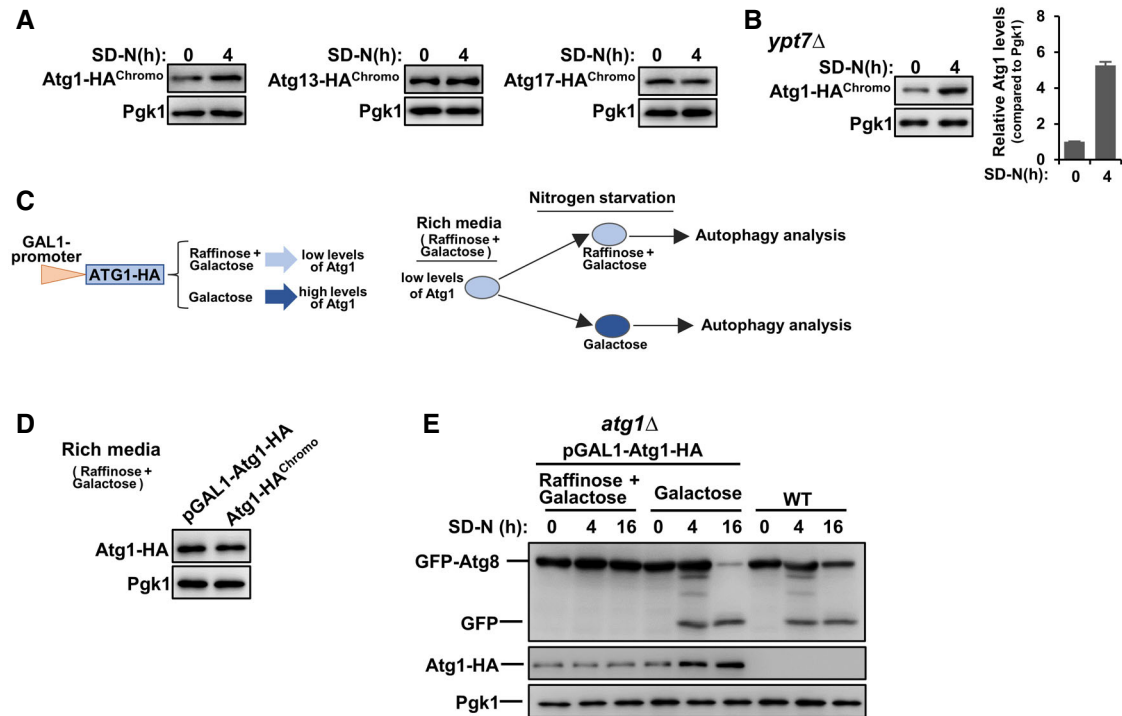 A
SD-N(h): 0 4
Atg1-HAChromo
Pgk1
SD-N(h): 0 4
Atg13-HAChromo
Pgk1
SD-N(h): 0 4
Atg17-HAChromo
Pgk1
B
ypt7Δ
SD-N(h): 0 4
Atg1-HAChromo
Pgk1
Relative Atg1 levels
(compared to Pgk1)
8
6
4
2
0
SD-N(h): 0 4
C
GAL1-
promoter
ATG1-HA
Raffinose +
Galactose
low levels
of Atg1
Galactose
high levels
of Atg1
Nitrogen starvation
Rich media
( Raffinose +
Galactose )
low levels
of Atg1
Raffinose +
Galactose
Autophagy analysis
Galactose
Autophagy analysis
D
Rich media
( Raffinose +
Galactose )
pGAL1-Atg1-HA
Atg1-HAChromo
Atg1-HA
Pgk1
E
atg1Δ
pGAL1-Atg1-HA
Raffinose +
Galactose
Galactose
WT
SD-N (h): 0 4 16 0 4 16 0 4 16
GFP-Atg8
GFP
Atg1-HA
Pgk1